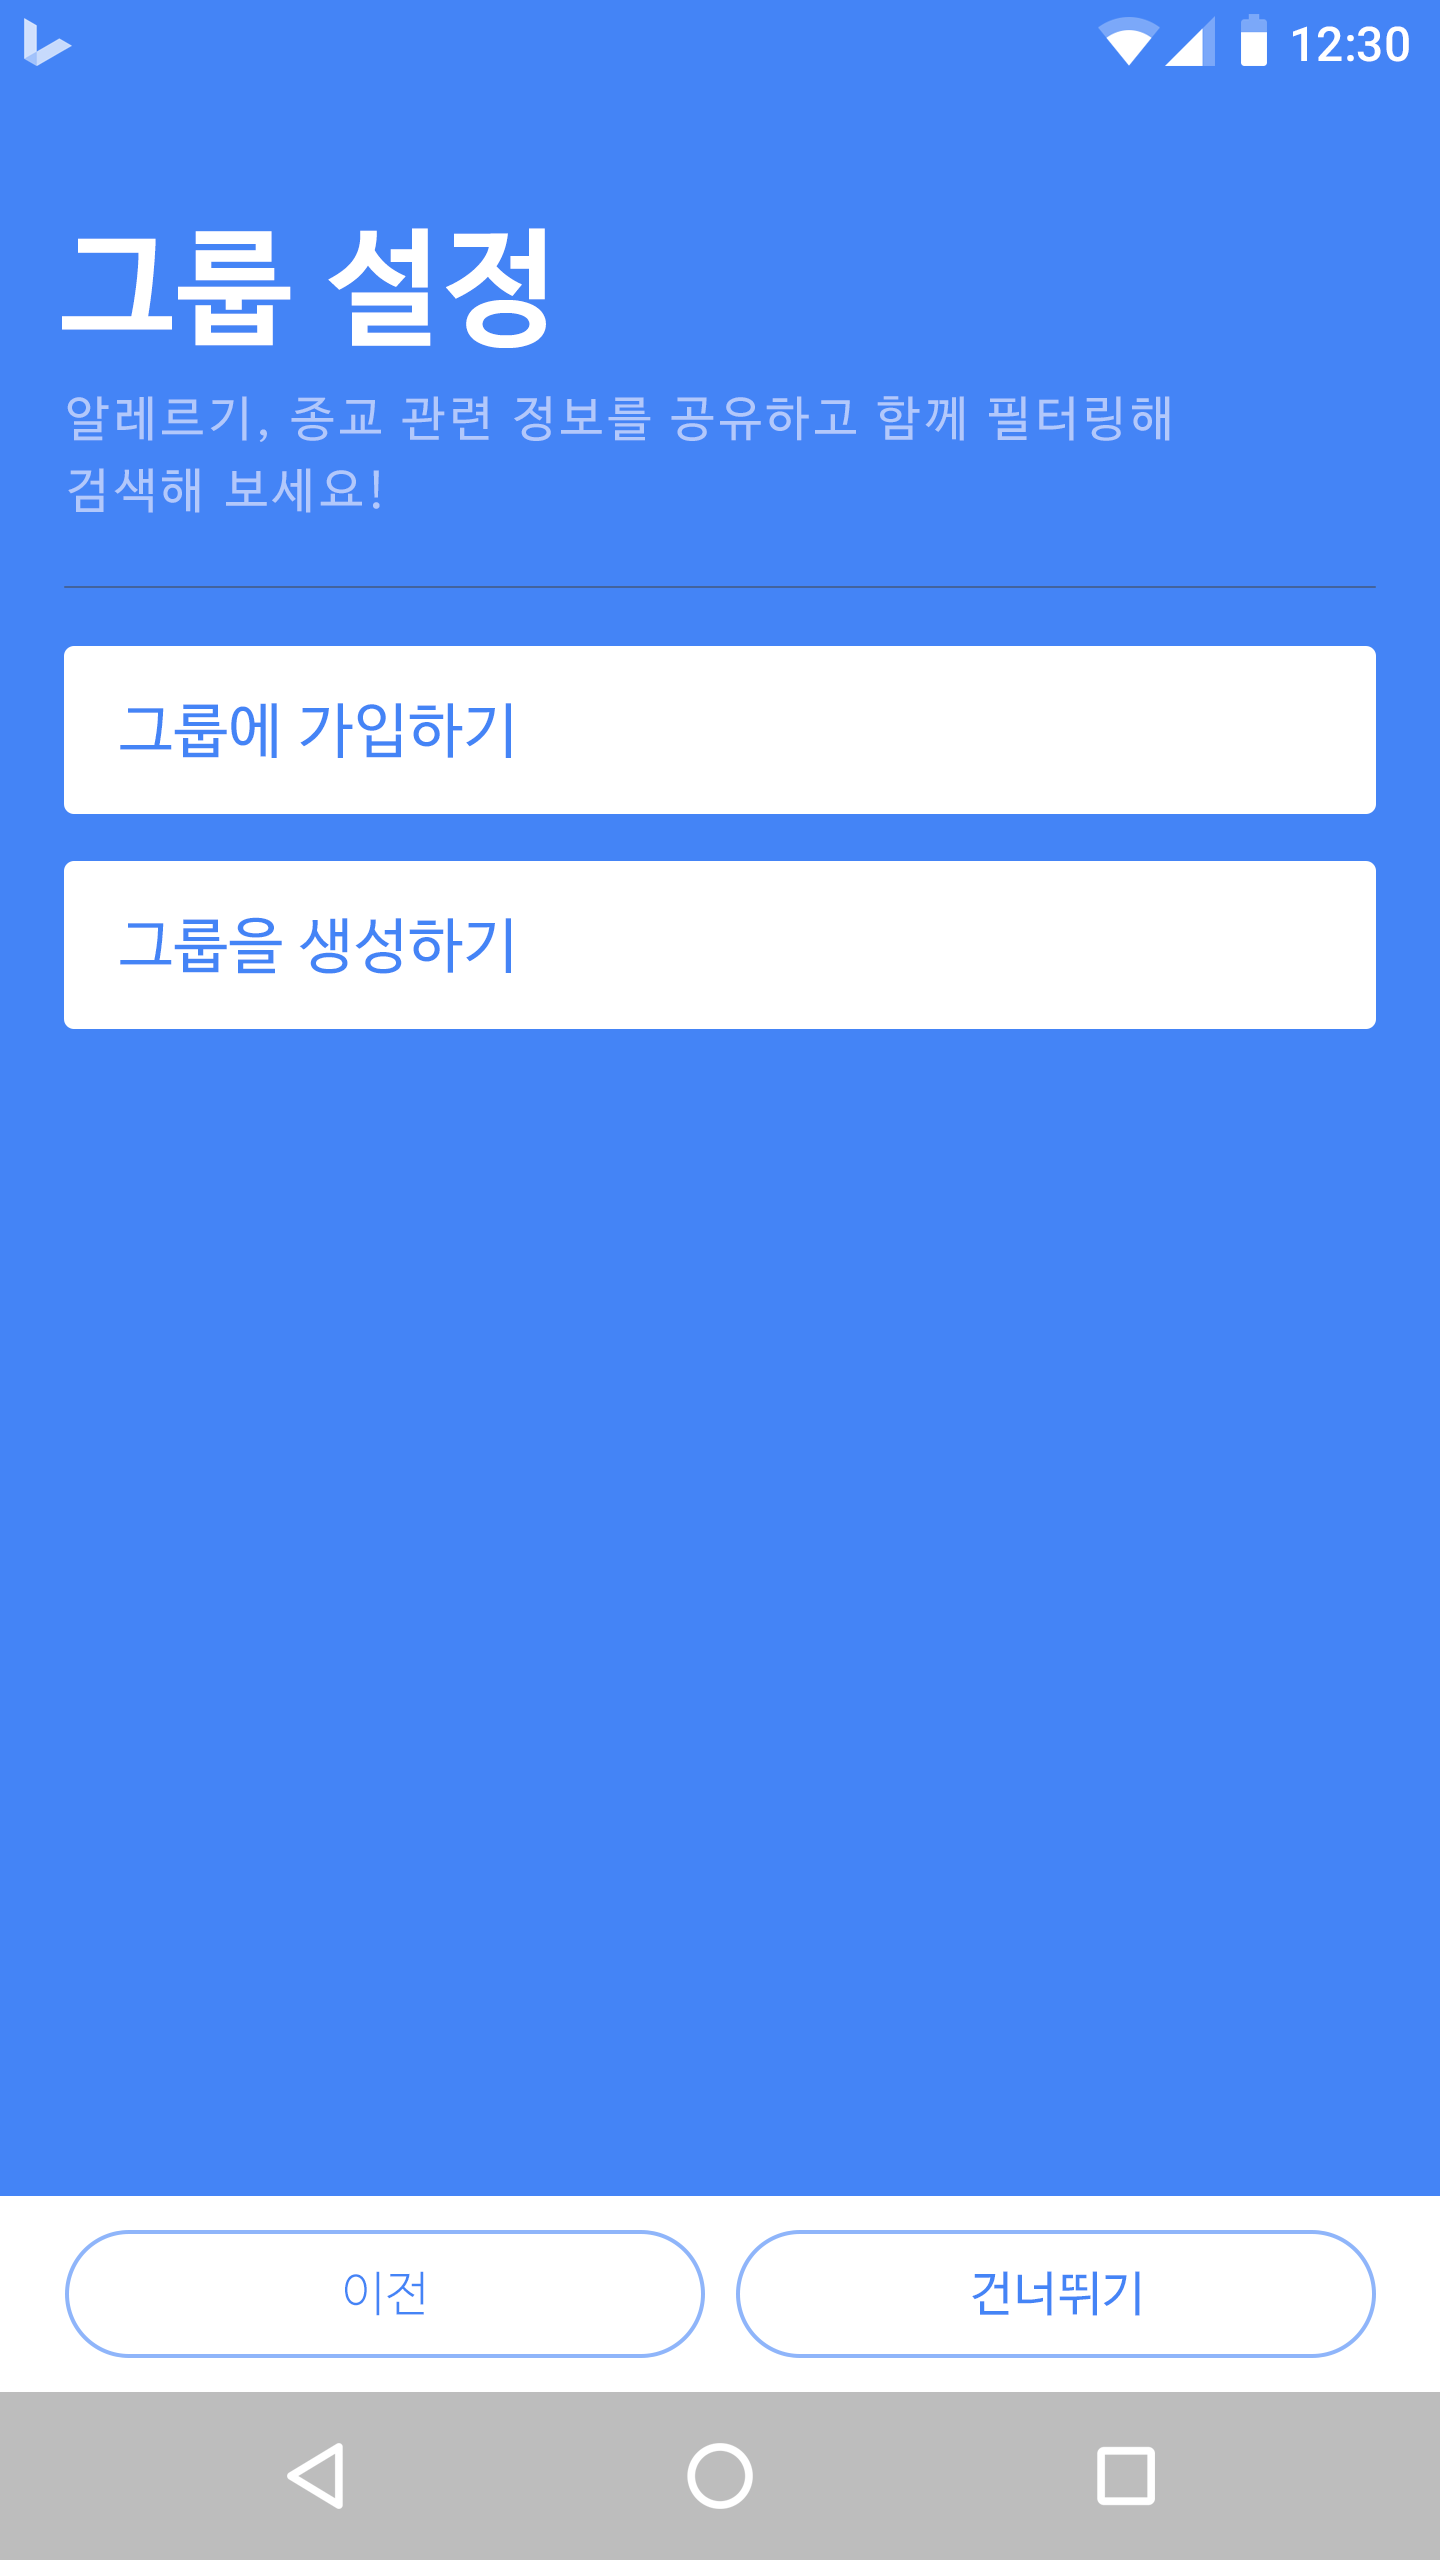 12:30
그룹 설정
알레르기, 종교 관련 정보를 공유하고 함께 필터링해
검색해 보세요!
그룹에 가입하기
그룹을 생성하기
이전
건너뛰기